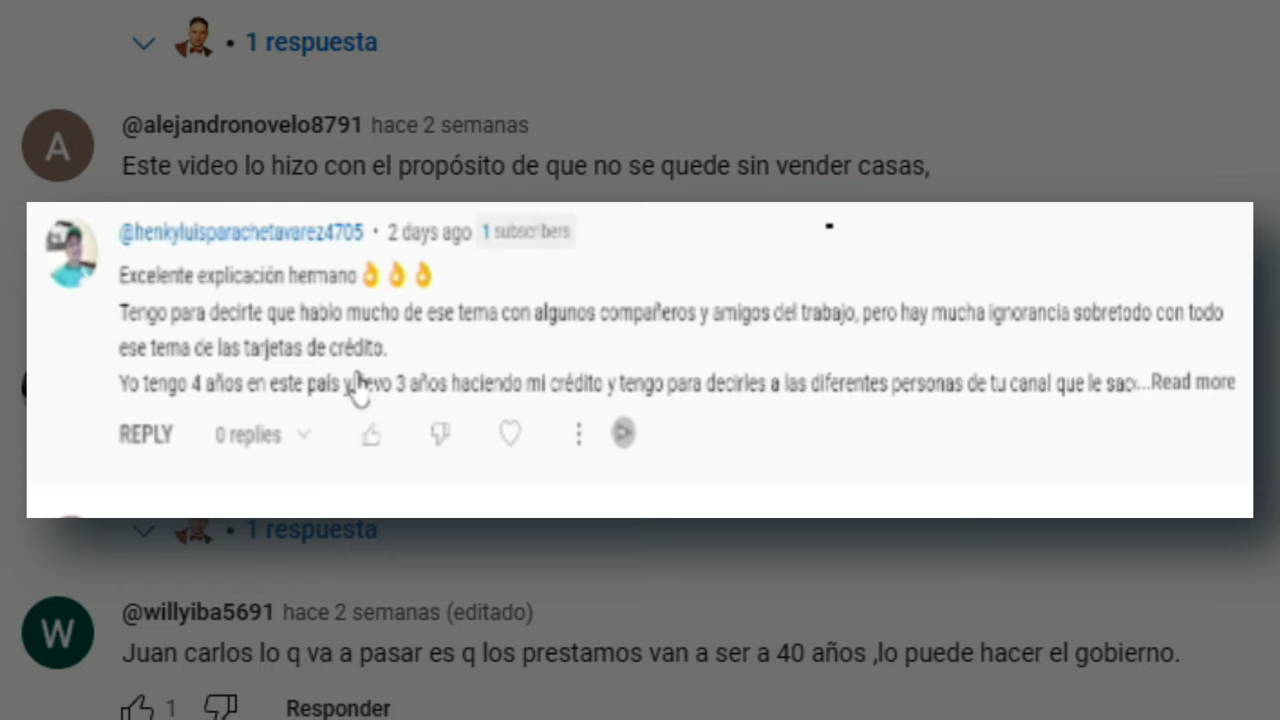 1 respuesta
A
@alejandronovelo8791 hace 2 semanas
Este video lo hizo con el propósito de que no se quede sin vender casas,
@henkyluisparachetavarez4705 • 2 days ago 1 subscribers
Excelente explicación hermano 👌👌👌
Tengo para decirte que hablo mucho de ese tema con algunos compañeros y amigos del trabajo, pero hay mucha ignorancia sobretodo con todo
ese tema de las tarjetas de crédito.
Yo tengo 4 años en este pais y llevo 3 años haciendo mi crédito y tengo para decirles a las diferentes personas de tu canal que le saq...Read more
REPLY 0 replies
1 respuesta
W
@willyiba5691 hace 2 semanas (editado)
Juan carlos lo q va a pasar es q los prestamos van a ser a 40 años ,lo puede hacer el gobierno.
1 Responder